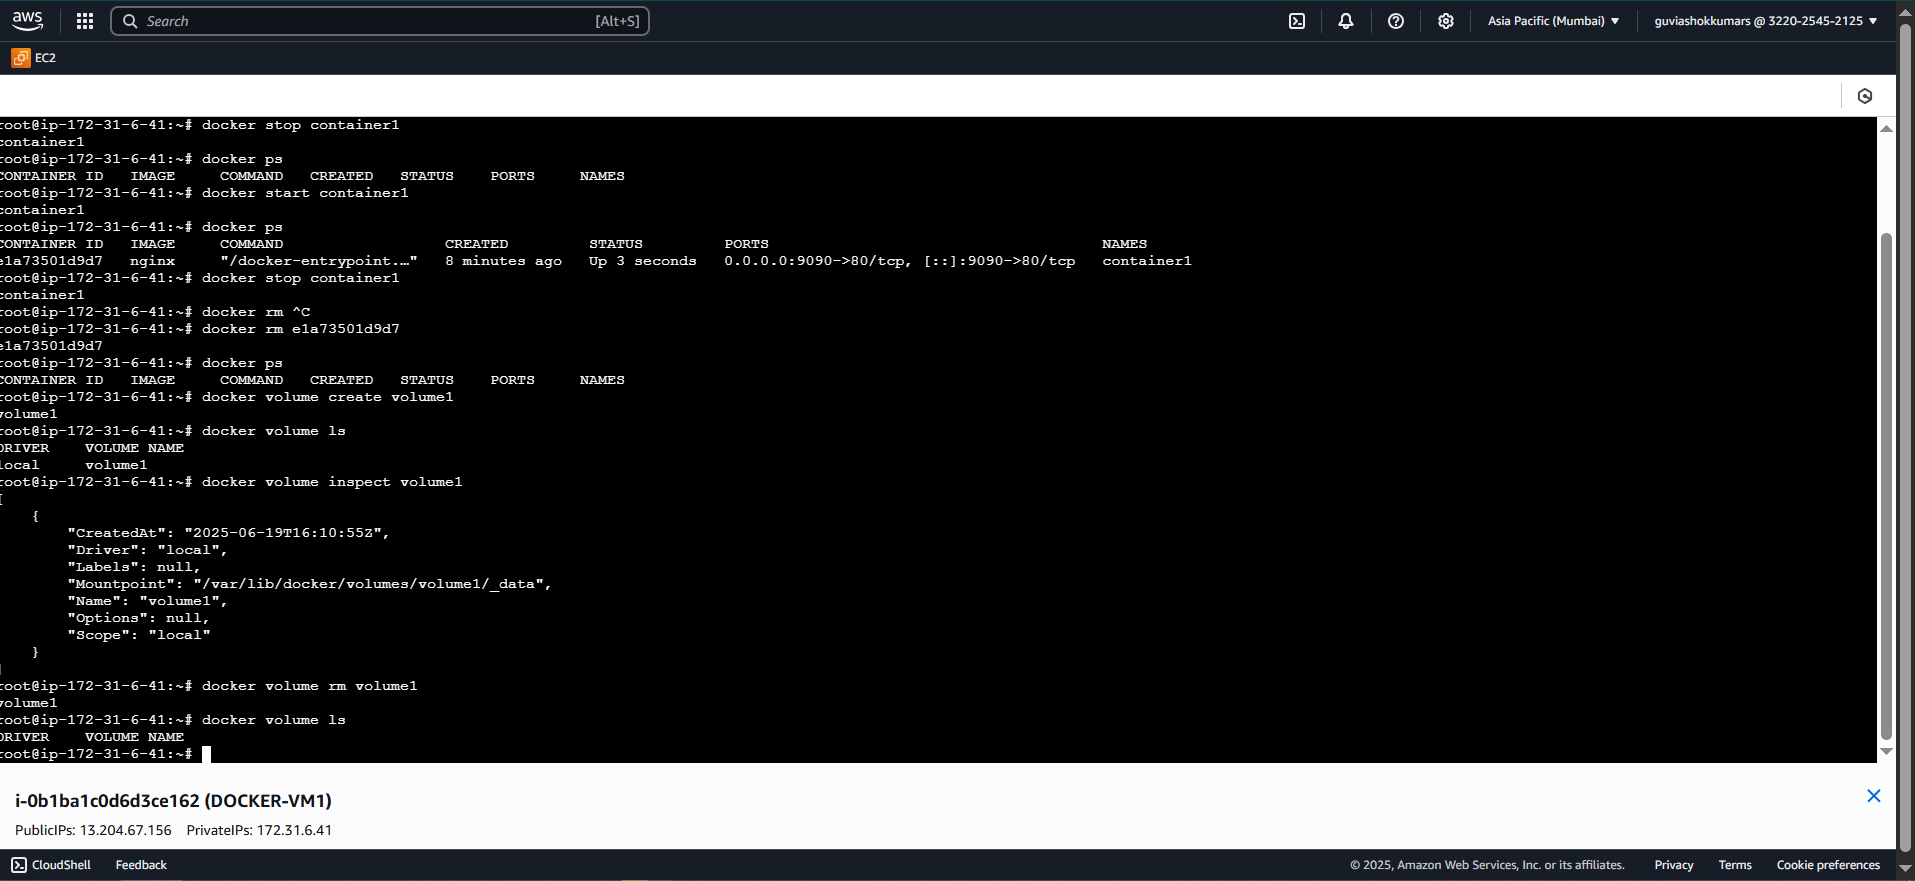 aws
Search [Alt+S]
Asia Pacific (Mumbai) ▼
guviashokkumars @ 3220-2545-2125 ▼
EC2
root@ip-172-31-6-41:~# docker stop container1
container1
root@ip-172-31-6-41:~# docker ps
CONTAINER ID   IMAGE     COMMAND   CREATED   STATUS    PORTS     NAMES
root@ip-172-31-6-41:~# docker start container1
container1
root@ip-172-31-6-41:~# docker ps
CONTAINER ID   IMAGE     COMMAND                  CREATED         STATUS         PORTS                                     NAMES
e1a73501d9d7   nginx     "/docker-entrypoint.…"   8 minutes ago   Up 3 seconds   0.0.0.0:9090->80/tcp, [::]:9090->80/tcp   container1
root@ip-172-31-6-41:~# docker stop container1
container1
root@ip-172-31-6-41:~# docker rm ^C
root@ip-172-31-6-41:~# docker rm e1a73501d9d7
e1a73501d9d7
root@ip-172-31-6-41:~# docker ps
CONTAINER ID   IMAGE     COMMAND   CREATED   STATUS    PORTS     NAMES
root@ip-172-31-6-41:~# docker volume create volume1
volume1
root@ip-172-31-6-41:~# docker volume ls
DRIVER    VOLUME NAME
local     volume1
root@ip-172-31-6-41:~# docker volume inspect volume1
[
    {
        "CreatedAt": "2025-06-19T16:10:55Z",
        "Driver": "local",
        "Labels": null,
        "Mountpoint": "/var/lib/docker/volumes/volume1/_data",
        "Name": "volume1",
        "Options": null,
        "Scope": "local"
    }
]
root@ip-172-31-6-41:~# docker volume rm volume1
volume1
root@ip-172-31-6-41:~# docker volume ls
DRIVER    VOLUME NAME
root@ip-172-31-6-41:~#
i-0b1ba1c0d6d3ce162 (DOCKER-VM1)
PublicIPs: 13.204.67.156 PrivateIPs: 172.31.6.41
CloudShell Feedback © 2025, Amazon Web Services, Inc. or its affiliates. Privacy Terms Cookie preferences